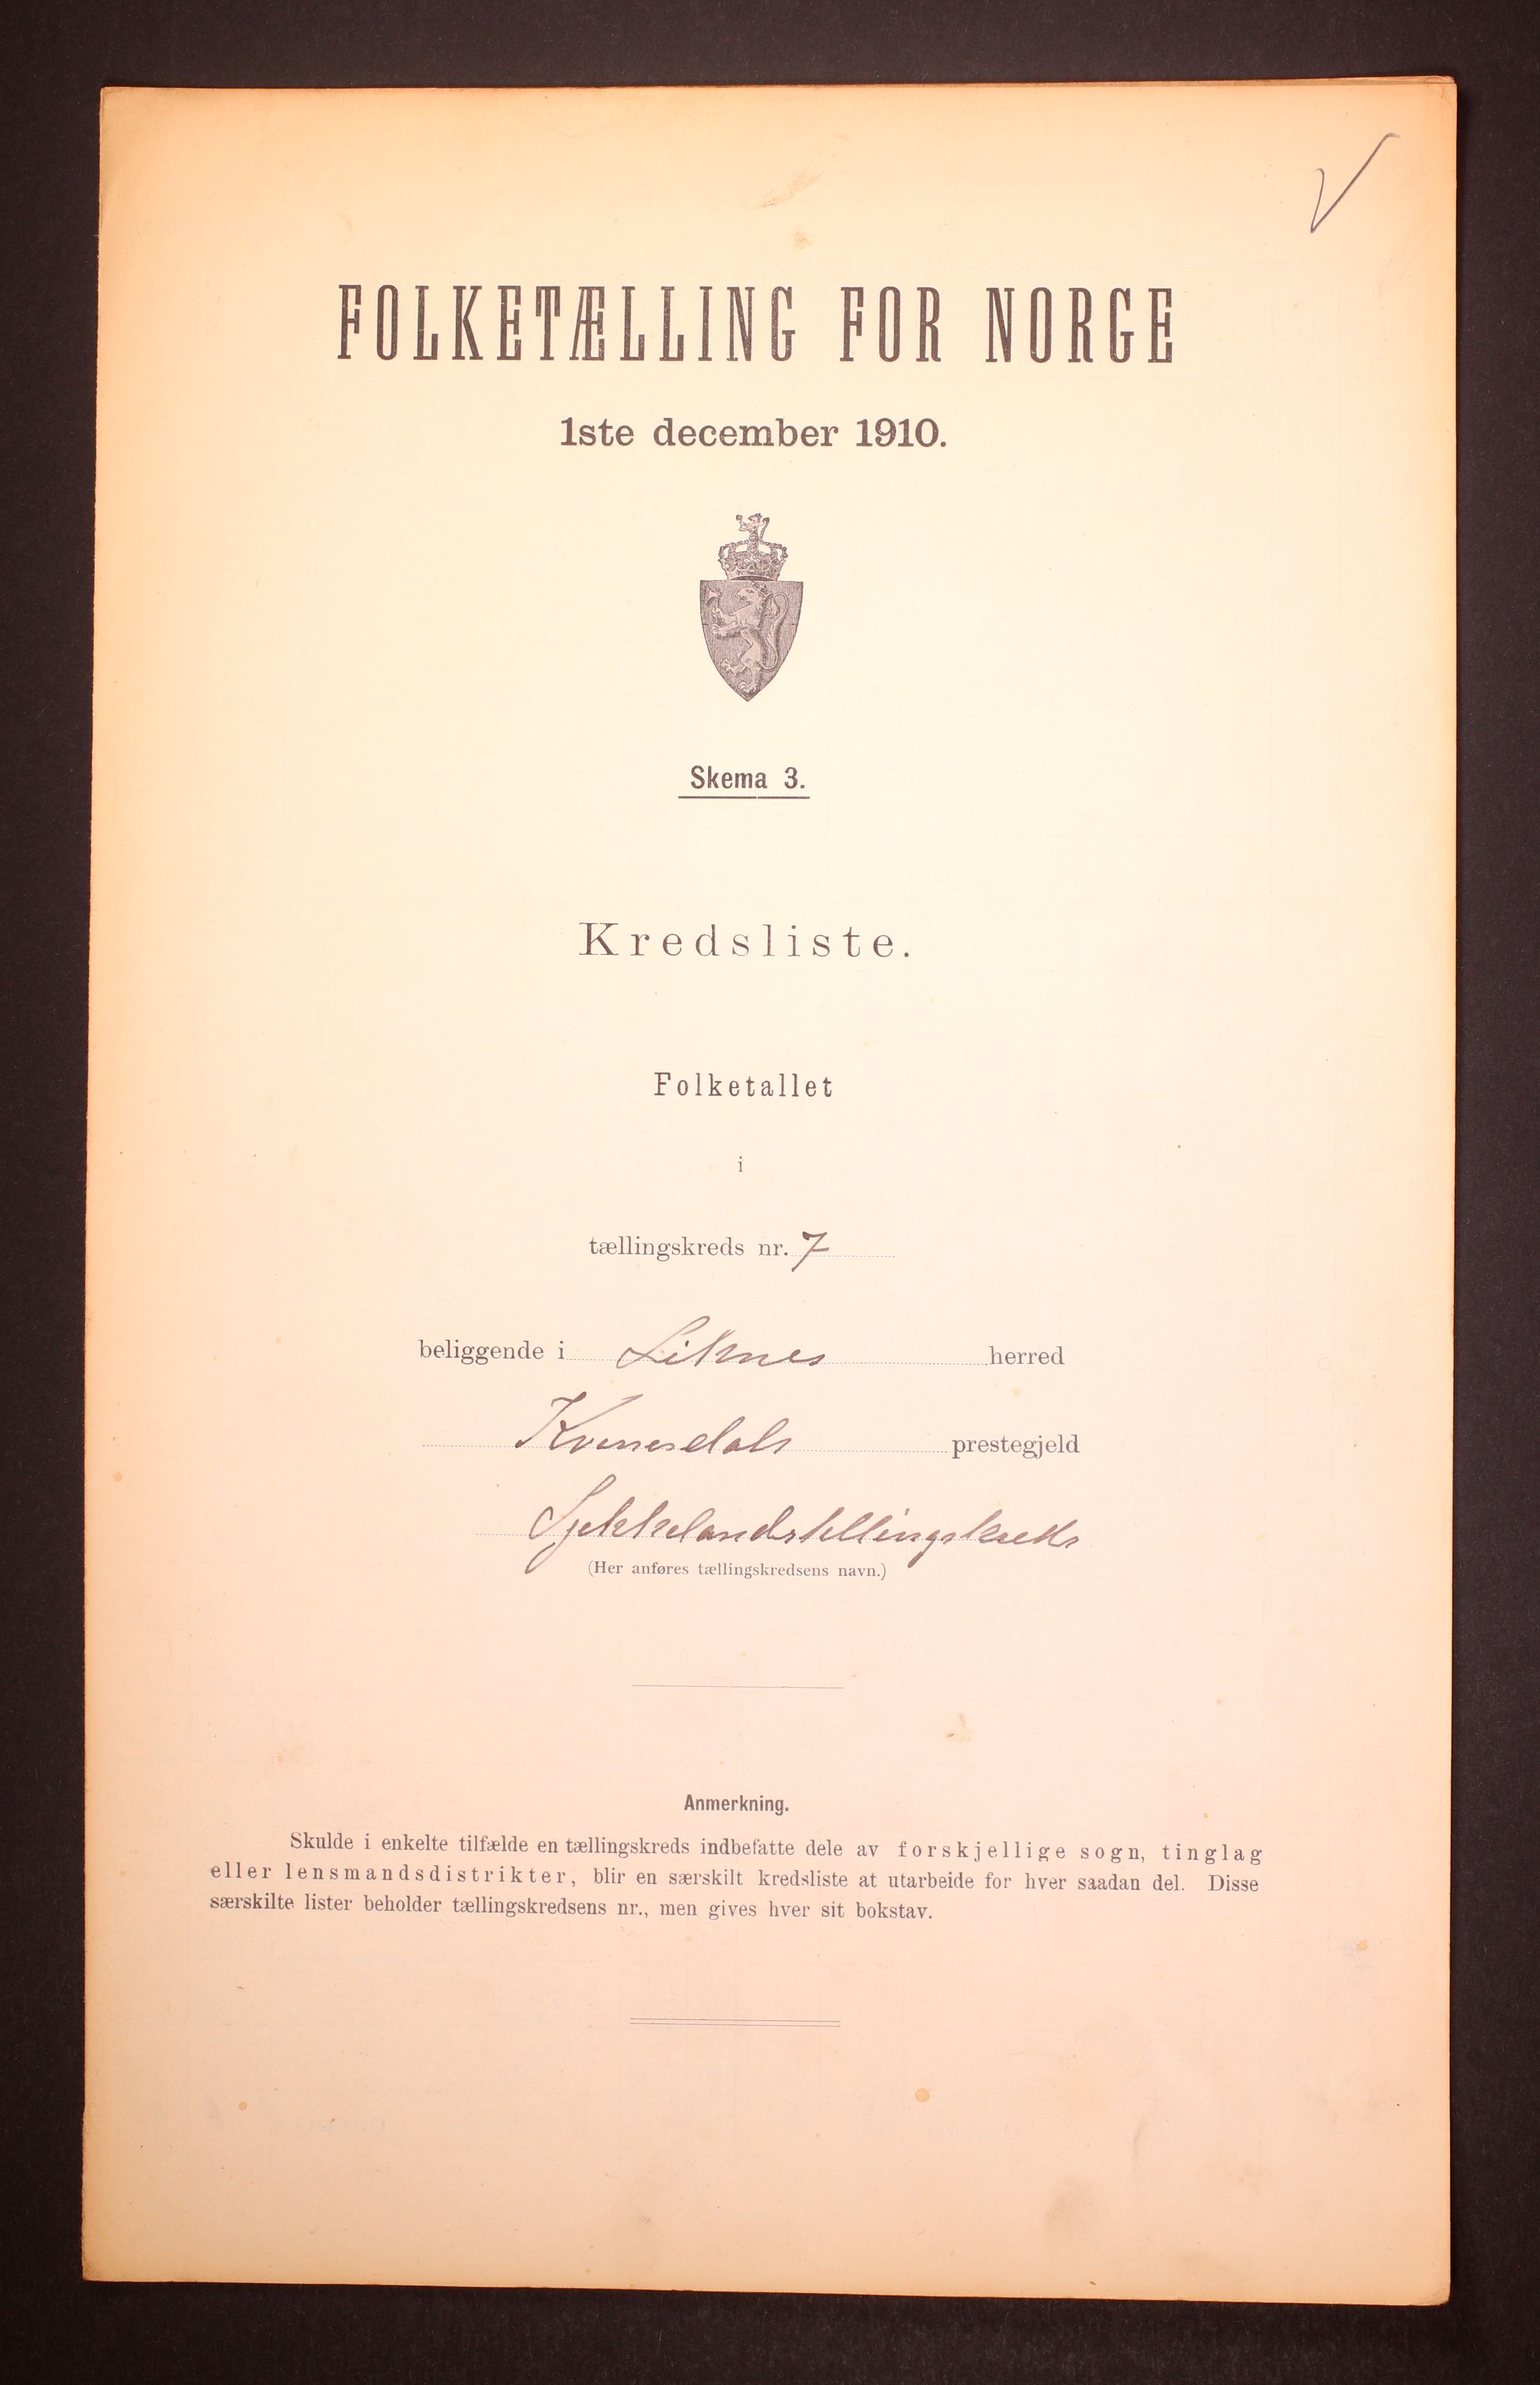 FOLKETÆLLING FOR NORGE
1ste december 1910.
Skema 3.
Kredsliste.
Folketallet
i
tællingskreds nr. 7
beliggende i Liknes herred
Kvinesdals prestegjeld
(Her anføres tællingskredsens navn.)
Anmerkning.
Skulde i enkelte tilfælde en tællingskreds indbefatte dele av forskjellige sogn, tinglag
eller lensmandsdistrikter, blir en særskilt kredsliste at utarbeide for hver saadan del. Disse
særskilte lister beholder tællingskredsens nr., men gives hver sit bokstav.